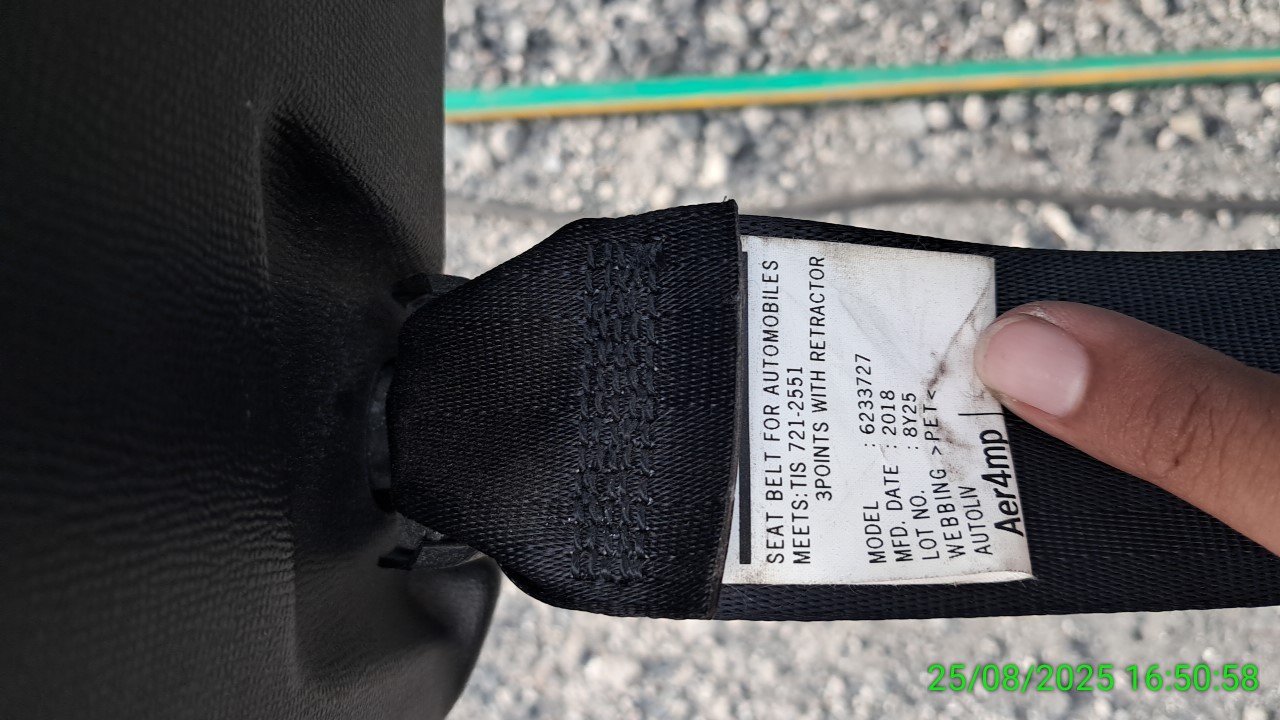 SEAT BELT FOR AUTOMOBILES
MEETS:TIS 721-2551
3POINTS WITH RETRACTOR
MODEL : 6233727
MFD. DATE : 2018
LOT NO. : 8Y25
WEBBING >PET<
AUTOLIV
Aer4mp
25/08/2025 16:50:58